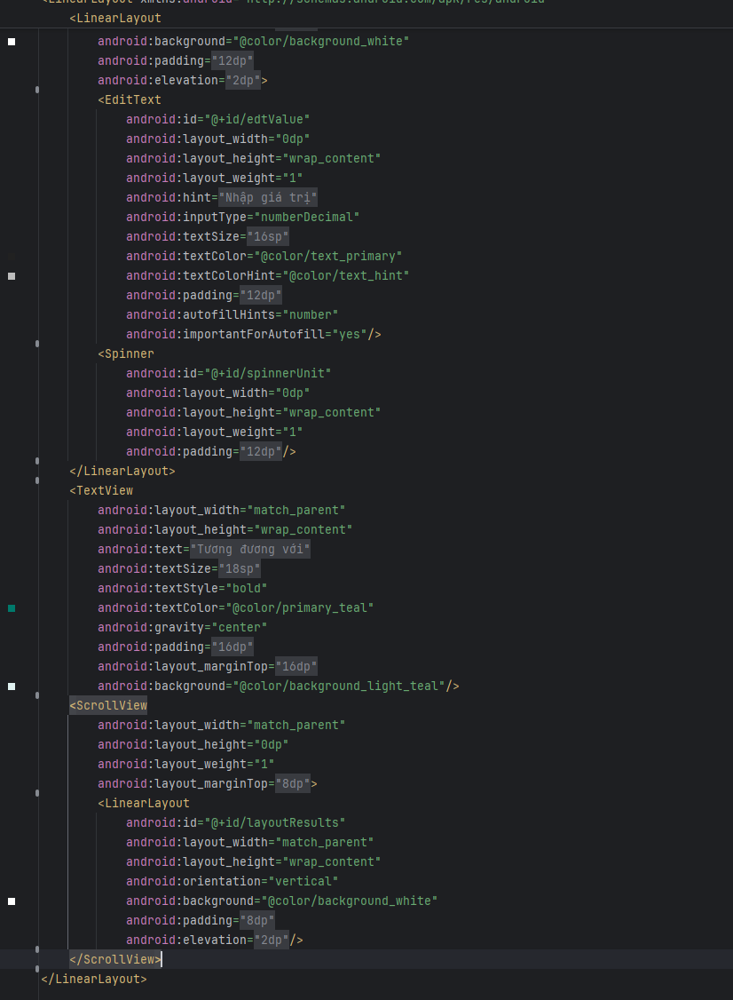 <LinearLayout xmlns:android="http://schemas.android.com/apk/res/android"
<LinearLayout
android:background="@color/background_white"
android:padding="12dp"
android:elevation="2dp">
<EditText
android:id="@+id/edtValue"
android:layout_width="0dp"
android:layout_height="wrap_content"
android:layout_weight="1"
android:hint="Nhập giá trị"
android:inputType="numberDecimal"
android:textSize="16sp"
android:textColor="@color/text_primary"
android:textColorHint="@color/text_hint"
android:padding="12dp"
android:autofillHints="number"
android:importantForAutofill="yes"/>
<Spinner
android:id="@+id/spinnerUnit"
android:layout_width="0dp"
android:layout_height="wrap_content"
android:layout_weight="1"
android:padding="12dp"/>
</LinearLayout>
<TextView
android:layout_width="match_parent"
android:layout_height="wrap_content"
android:text="Tương đương với"
android:textSize="18sp"
android:textStyle="bold"
android:textColor="@color/primary_teal"
android:gravity="center"
android:padding="16dp"
android:layout_marginTop="16dp"
android:background="@color/background_light_teal"/>
<ScrollView
android:layout_width="match_parent"
android:layout_height="0dp"
android:layout_weight="1"
android:layout_marginTop="8dp">
<LinearLayout
android:id="@+id/layoutResults"
android:layout_width="match_parent"
android:layout_height="wrap_content"
android:orientation="vertical"
android:background="@color/background_white"
android:padding="8dp"
android:elevation="2dp"/>
</ScrollView>
</LinearLayout>